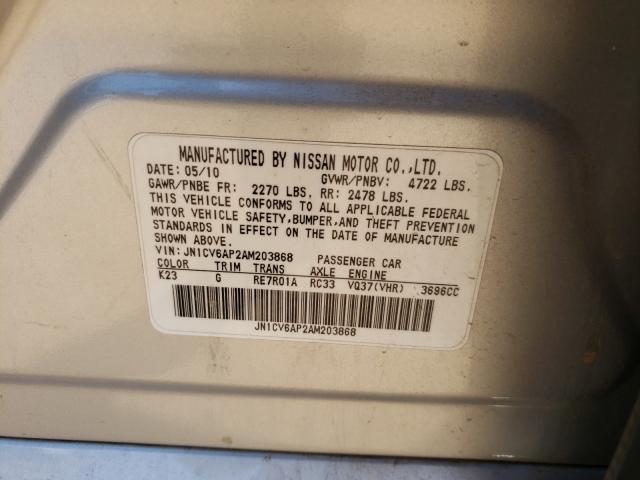 MANUFACTURED BY NISSAN MOTOR CO.,LTD.
DATE: 05/10 GVWR/PNBV: 4722 LBS.
GAWR/PNBE FR: 2270 LBS. RR: 2478 LBS.
THIS VEHICLE CONFORMS TO ALL APPLICABLE FEDERAL
MOTOR VEHICLE SAFETY,BUMPER,AND THEFT PREVENTION
STANDARDS IN EFFECT ON THE DATE OF MANUFACTURE
SHOWN ABOVE.
VIN: JN1CV6AP2AM203868 PASSENGER CAR
COLOR TRIM TRANS AXLE ENGINE
K23 G RE7R01A RC33 VQ37(VHR) 3696CC
JN1CV6AP2AM203868